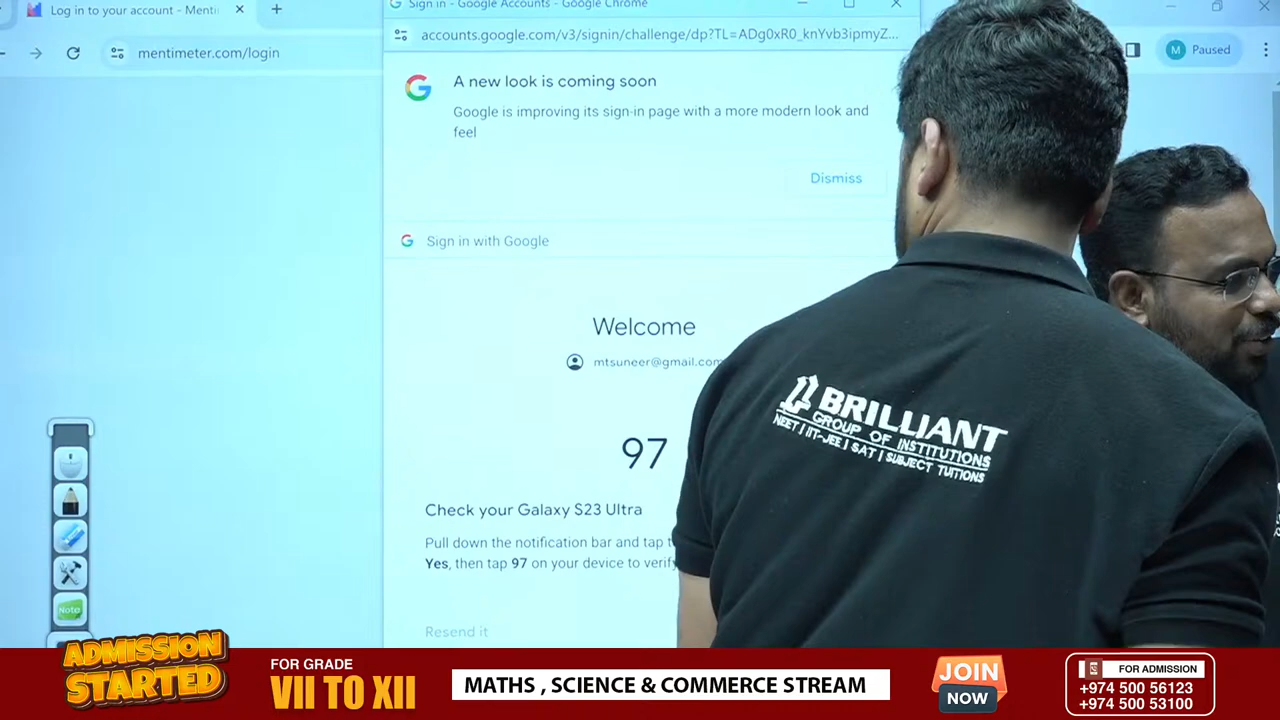 Log in to your account - Menti
Sign in - Google Accounts - Google Chrome
mentimeter.com/login
accounts.google.com/v3/signin/challenge/dp?TL=ADg0xR0_knYvb3ipmyZ...
M Paused
A new look is coming soon
Google is improving its sign-in page with a more modern look and
feel
Dismiss
Sign in with Google
Welcome
mtsuneer@gmail.com
97
Check your Galaxy S23 Ultra
Pull down the notification bar and tap
Yes, then tap 97 on your device to verify
Resend it
Note
BRILLIANT
GROUP OF INSTITUTIONS
NEET | IIT-JEE | SAT | SUBJECT TUITIONS
ADMISSION
STARTED
FOR GRADE
VII TO XII
MATHS , SCIENCE & COMMERCE STREAM
JOIN
NOW
FOR ADMISSION
+974 500 56123
+974 500 53100